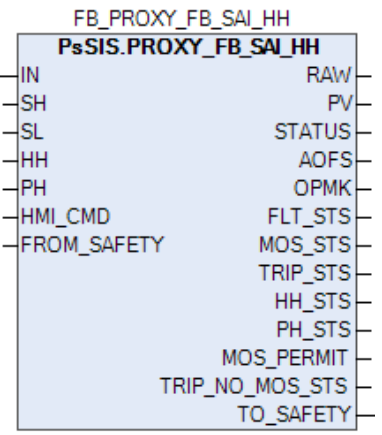 FB_PROXY_FB_SAI_HH
PsSIS.PROXY_FB_SAI_HH
IN RAW
SH PV
SL STATUS
HH AOFS
PH OPMK
HMI_CMD FLT_STS
FROM_SAFETY MOS_STS
TRIP_STS
HH_STS
PH_STS
MOS_PERMIT
TRIP_NO_MOS_STS
TO_SAFETY